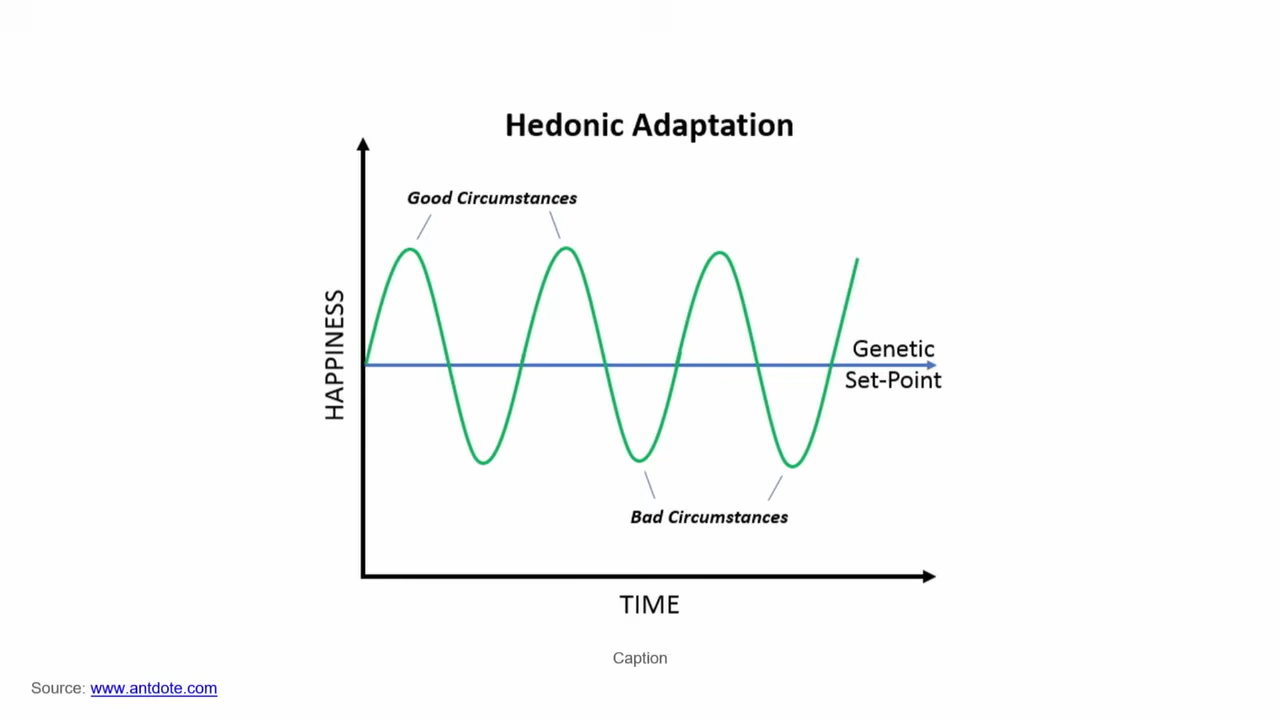 Hedonic Adaptation
Good Circumstances
HAPPINESS
Genetic
Set-Point
Bad Circumstances
TIME
Caption
Source: www.antdote.com